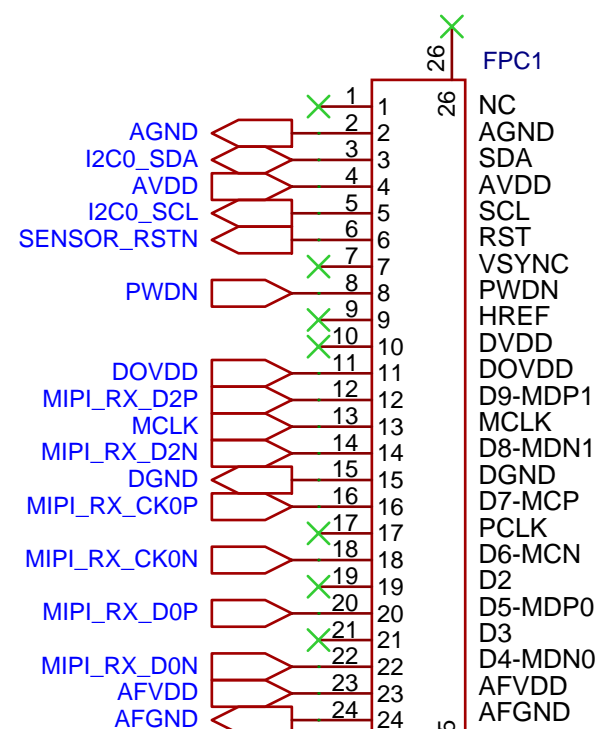 26 FPC1
26
1 1 NC
AGND 2 2 AGND
I2C0_SDA 3 3 SDA
AVDD 4 4 AVDD
I2C0_SCL 5 5 SCL
SENSOR_RSTN 6 6 RST
7 7 VSYNC
PWDN 8 8 PWDN
9 9 HREF
10 10 DVDD
DOVDD 11 11 DOVDD
MIPI_RX_D2P 12 12 D9-MDP1
MCLK 13 13 MCLK
MIPI_RX_D2N 14 14 D8-MDN1
DGND 15 15 DGND
MIPI_RX_CK0P 16 16 D7-MCP
17 17 PCLK
MIPI_RX_CK0N 18 18 D6-MCN
19 19 D2
MIPI_RX_D0P 20 20 D5-MDP0
21 21 D3
MIPI_RX_D0N 22 22 D4-MDN0
AFVDD 23 23 AFVDD
AFGND 24 24 AFGND